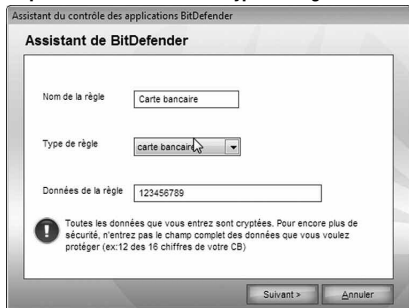 Assistant du contrôle des applications BitDefender
Assistant de BitDefender
Nom de la règle
Carte bancaire
Type de règle
carte bancaire
Données de la règle
123456789
Toutes les données que vous entrez sont cryptées. Pour encore plus de
sécurité, n'entrez pas le champ complet des données que vous voulez
protéger (ex:12 des 16 chiffres de votre CB)
Suivant >
Annuler